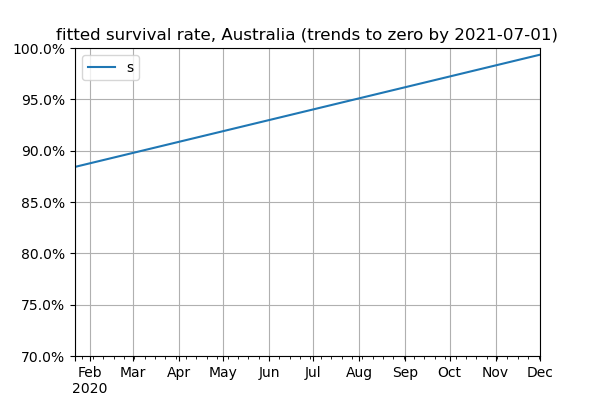 fitted survival rate, Australia (trends to zero by 2021-07-01)
100.0%
95.0%
90.0%
85.0%
80.0%
75.0%
70.0%
s
Feb Mar Apr May Jun Jul Aug Sep Oct Nov Dec
2020